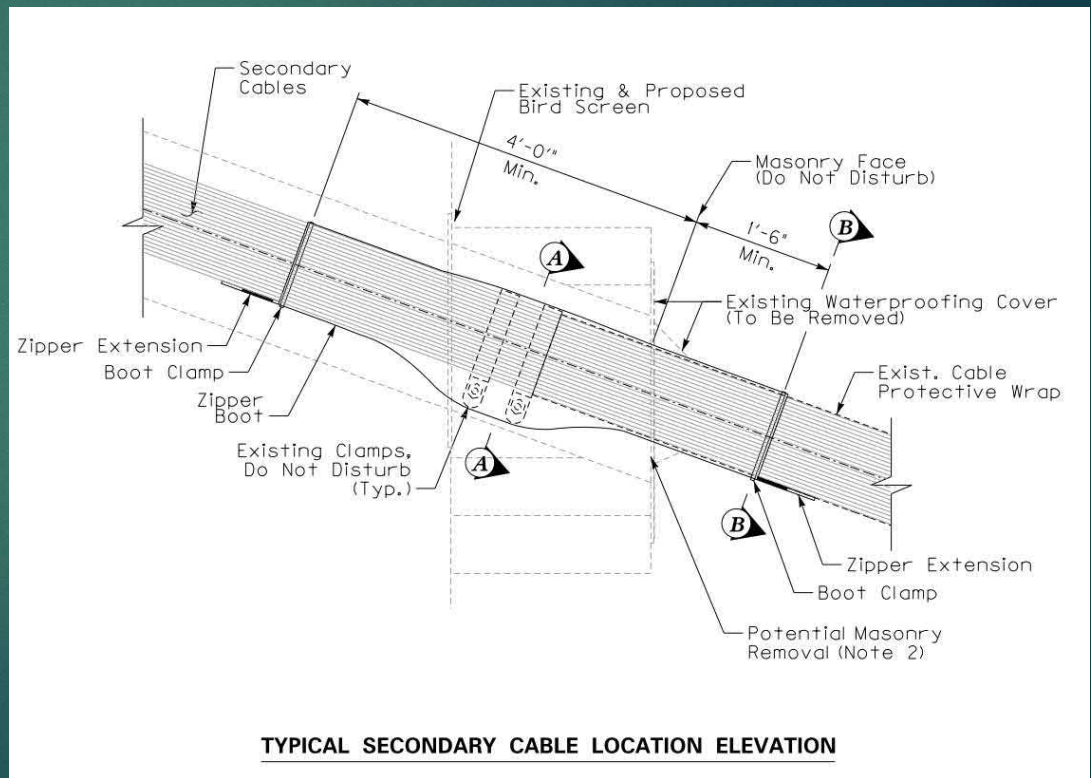 Secondary
Cables
Existing & Proposed
Bird Screen
4'-0"
Min.
Masonry Face
(Do Not Disturb)
1'-6"
Min.
B
A
Existing Waterproofing Cover
(To Be Removed)
Zipper Extension
Boot Clamp
Zipper
Boot
Exist. Cable
Protective Wrap
Existing Clamps,
Do Not Disturb
(Typ.)
A
B
Zipper Extension
Boot Clamp
Potential Masonry
Removal (Note 2)
TYPICAL SECONDARY CABLE LOCATION ELEVATION